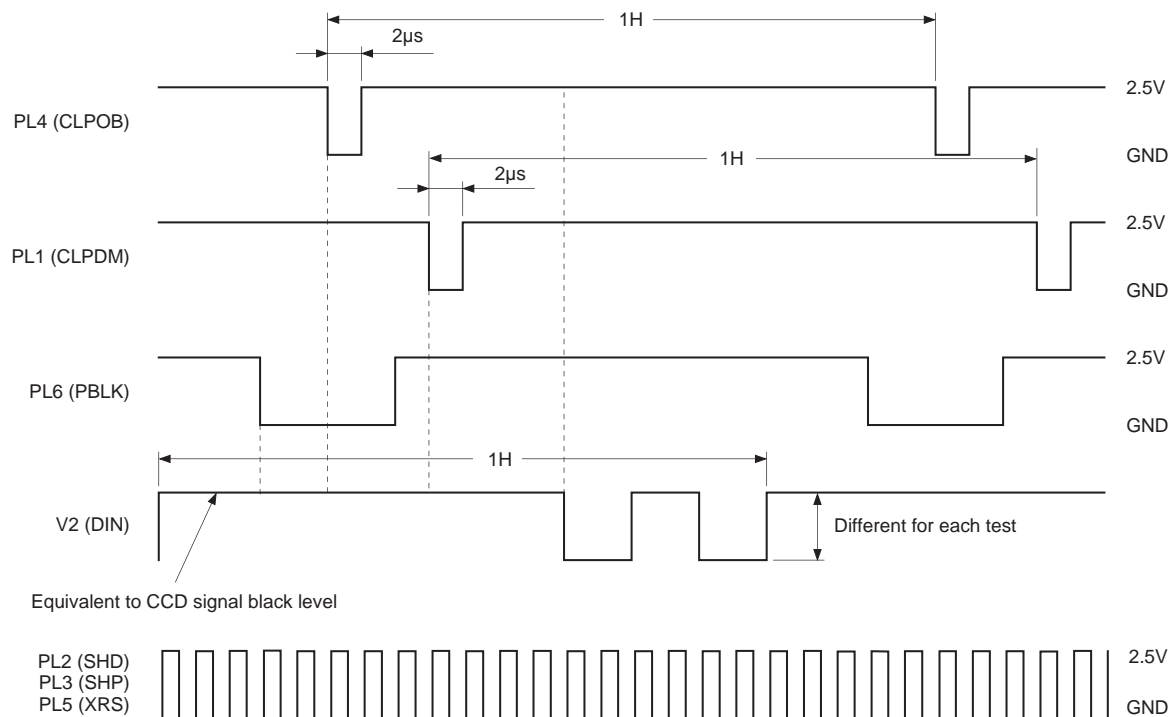 1H
2μs
2.5V
PL4 (CLPOB)
GND
1H
2μs
2.5V
PL1 (CLPDM)
GND
2.5V
PL6 (PBLK)
GND
1H
V2 (DIN)
Different for each test
Equivalent to CCD signal black level
PL2 (SHD)
PL3 (SHP)
PL5 (XRS)
2.5V
GND